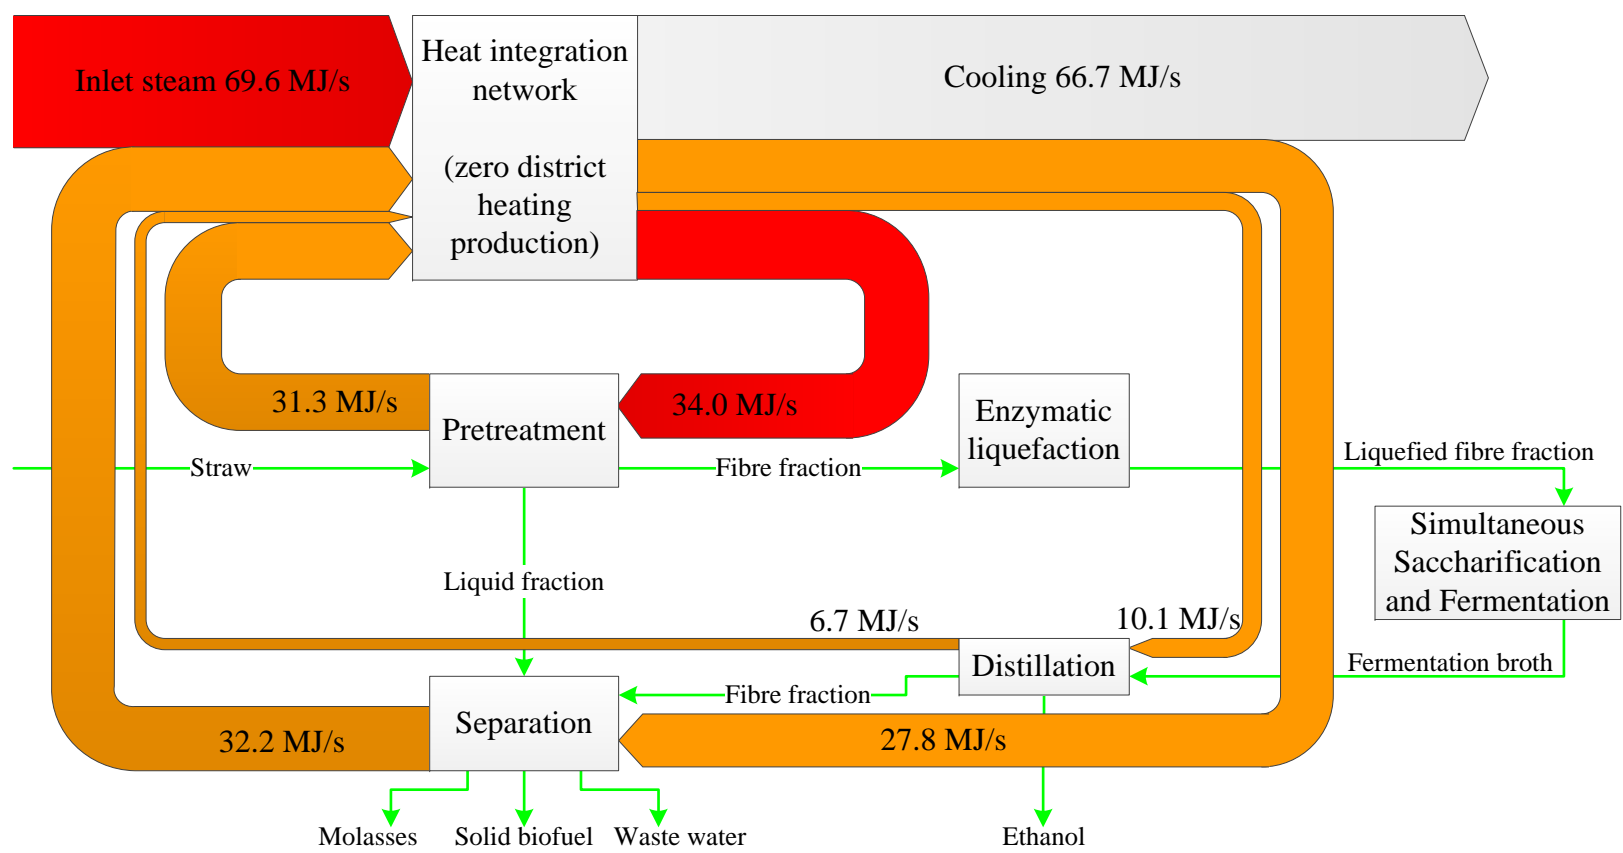 Inlet steam 69.6 MJ/s
Heat integration
network
(zero district
heating
production)
Cooling 66.7 MJ/s
31.3 MJ/s
Pretreatment
34.0 MJ/s
Enzymatic
liquefaction
Straw
Fibre fraction
Liquefied fibre fraction
Simultaneous
Saccharification
and Fermentation
Liquid fraction
6.7 MJ/s
10.1 MJ/s
Distillation
Fermentation broth
Fibre fraction
Separation
32.2 MJ/s
27.8 MJ/s
Molasses
Solid biofuel
Waste water
Ethanol